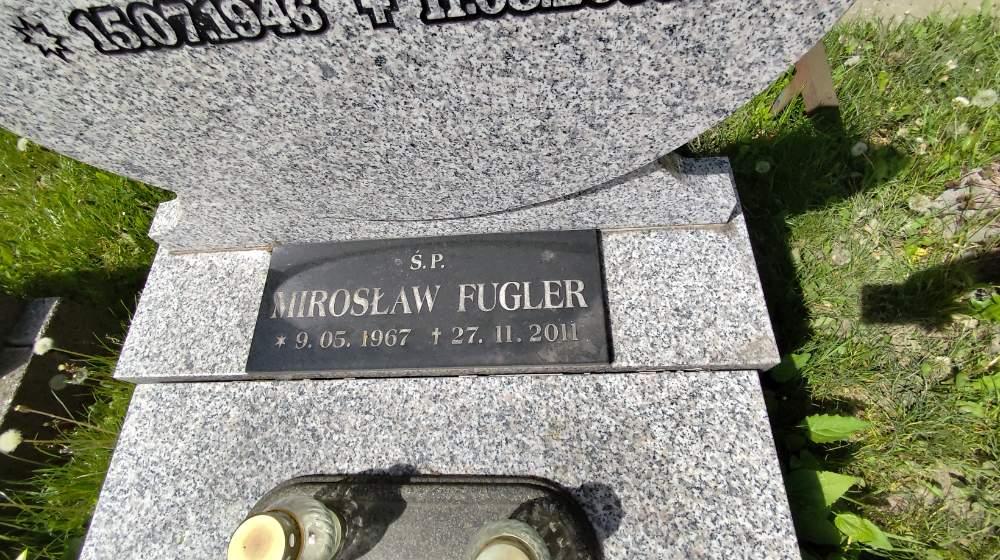 * 15.07.1946 ✝
Ś.P.
MIROSŁAW FUGLER
* 9. 05. 1967 ✝ 27. 11. 2011